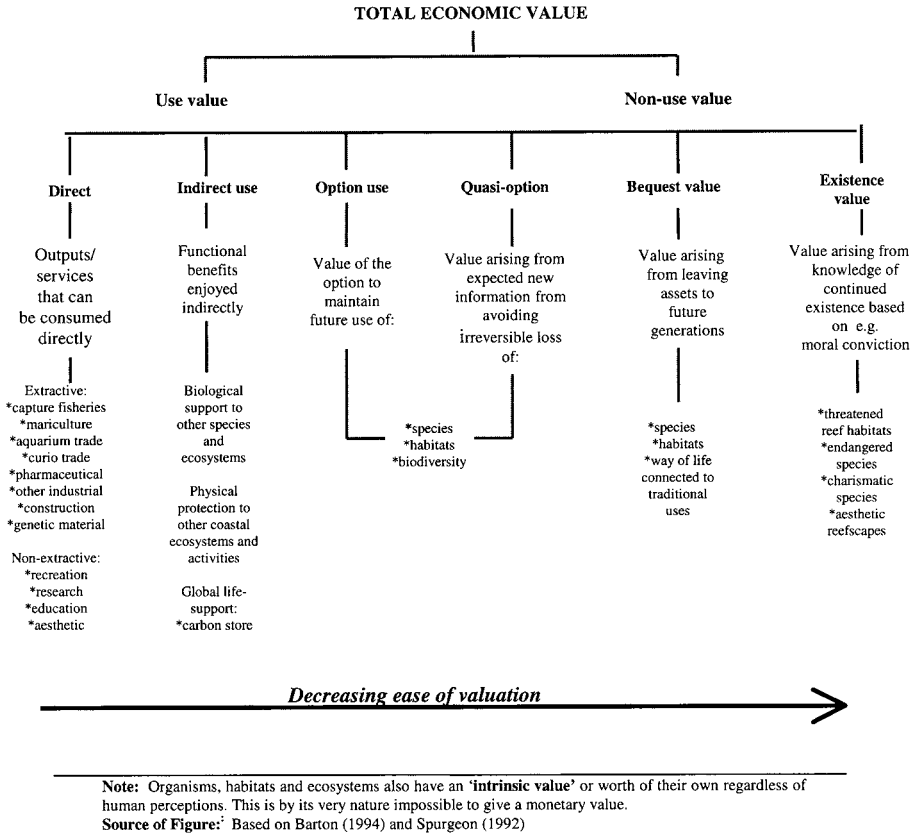 TOTAL ECONOMIC VALUE
Use value
Non-use value
Direct
Outputs/
services
that can
be consumed
directly
Extractive:
*capture fisheries
*mariculture
*aquarium trade
*curio trade
*pharmaceutical
*other industrial
*construction
*genetic material
Non-extractive:
*recreation
*research
*education
*aesthetic
Indirect use
Functional
benefits
enjoyed
indirectly
Biological
support to
other species
and
ecosystems
Physical
protection to
other coastal
ecosystems and
activities
Global life-
support:
*carbon store
Option use
Value of the
option to
maintain
future use of:
Quasi-option
Value arising from
expected new
information from
avoiding
irreversible loss
of:
*species
*habitats
*biodiversity
Bequest value
Value arising
from leaving
assets to
future
generations
*species
*habitats
*way of life
connected to
traditional
uses
Existence
value
Value arising from
knowledge of
continued
existence based
on e.g.
moral conviction
*threatened
reef habitats
*endangered
species
*charismatic
species
*aesthetic
reefscapes
Decreasing ease of valuation
Note: Organisms, habitats and ecosystems also have an 'intrinsic value' or worth of their own regardless of
human perceptions. This is by its very nature impossible to give a monetary value.
Source of Figure: Based on Barton (1994) and Spurgeon (1992)